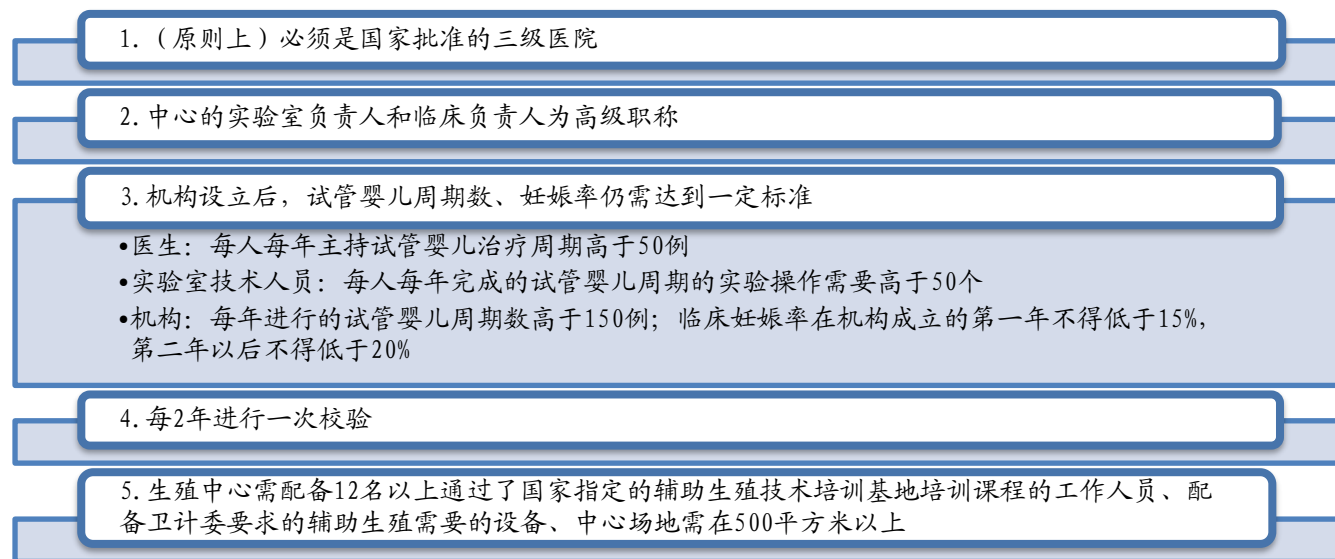 1.（原则上）必须是国家批准的三级医院
2.中心的实验室负责人和临床负责人为高级职称
3.机构设立后，试管婴儿周期数、妊娠率仍需达到一定标准
•医生：每人每年主持试管婴儿治疗周期高于50例
•实验室技术人员：每人每年完成的试管婴儿周期的实验操作需要高于50个
•机构：每年进行的试管婴儿周期数高于150例；临床妊娠率在机构成立的第一年不得低于15%,
第二年以后不得低于20%
4.每2年进行一次校验
5.生殖中心需配备12名以上通过了国家指定的辅助生殖技术培训基地培训课程的工作人员、配
备卫计委要求的辅助生殖需要的设备、中心场地需在500平方米以上